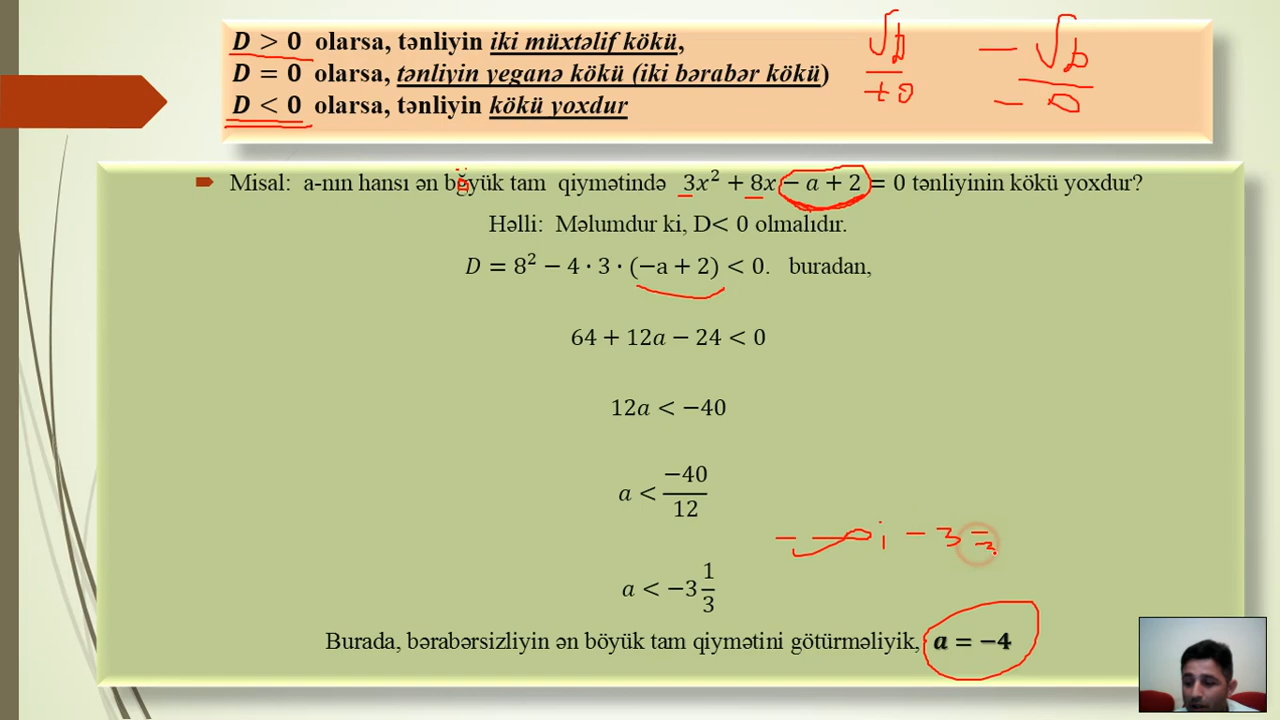 D > 0 olarsa, tənliyin iki müxtəlif kökü,
D = 0 olarsa, tənliyin yeganə kökü (iki bərabər kökü)
D < 0 olarsa, tənliyin kökü yoxdur
√D / +0
− √D / − 0
Misal: a-nın hansı ən bğyük tam qiymətində 3x² + 8x − a + 2 = 0 tənliyinin kökü yoxdur?
Həlli: Məlumdur ki, D< 0 olmalıdır.
D = 8² − 4 · 3 · (−a + 2) < 0. buradan,
64 + 12a − 24 < 0
12a < −40
a < −40/12
a < −3 1/3
Burada, bərabərsizliyin ən böyük tam qiymətini götürməliyik, a = −4